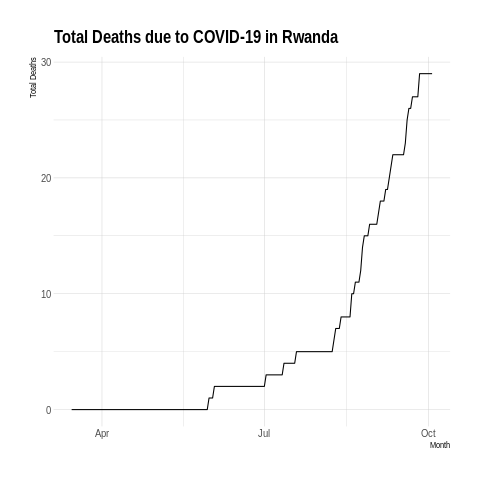 Total Deaths due to COVID-19 in Rwanda
Total Deaths
30
20
10
0
Apr
Jul
Oct
Month